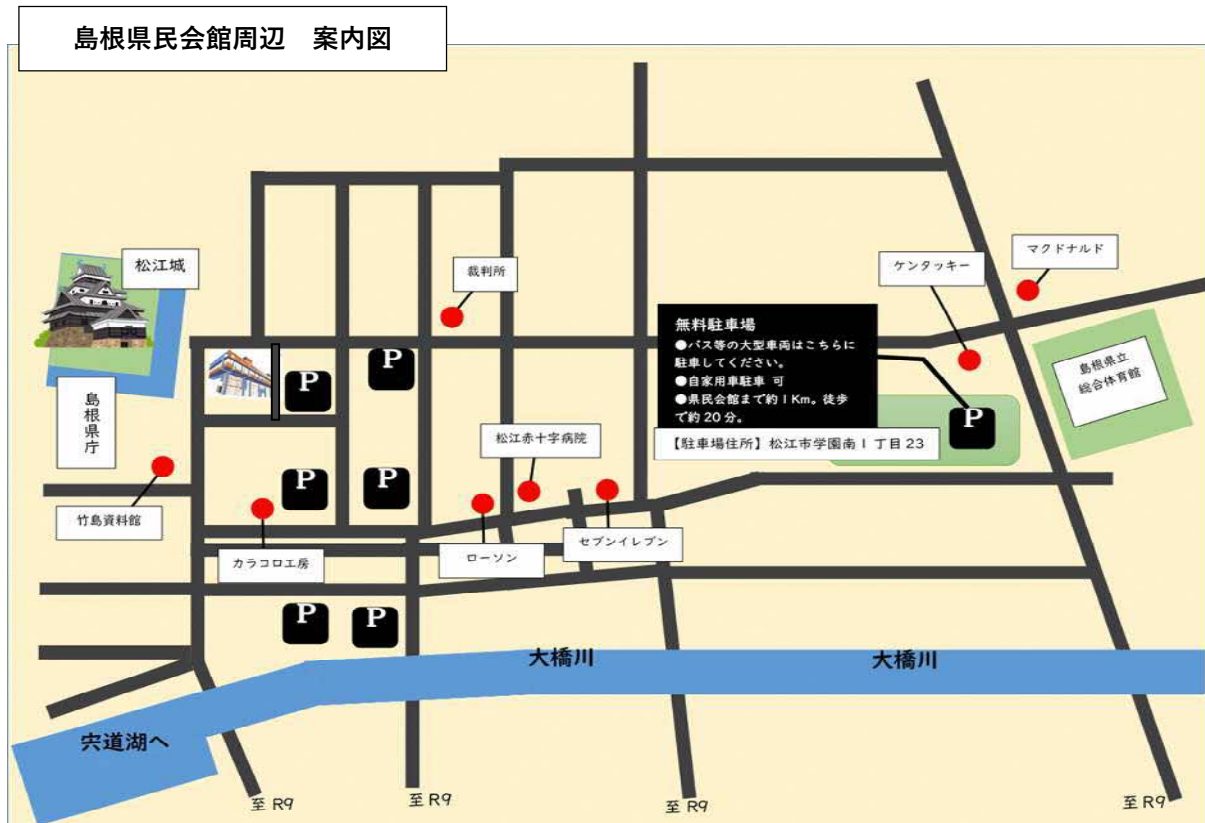 島根県民会館周辺　案内図
松江城
裁判所
ケンタッキー
マクドナルド
無料駐車場
●バス等の大型車両はこちらに
駐車してください。
●自家用車駐車 可
●県民会館まで約1Km。徒歩
で約20分。
【駐車場住所】松江市学園南1丁目23
島根県立
総合体育館
P
P
P
島根県庁
竹島資料館
P
P
カラコロ工房
松江赤十字病院
ローソン
セブンイレブン
P
P
大橋川
大橋川
宍道湖へ
至 R9
至 R9
至 R9
至 R9